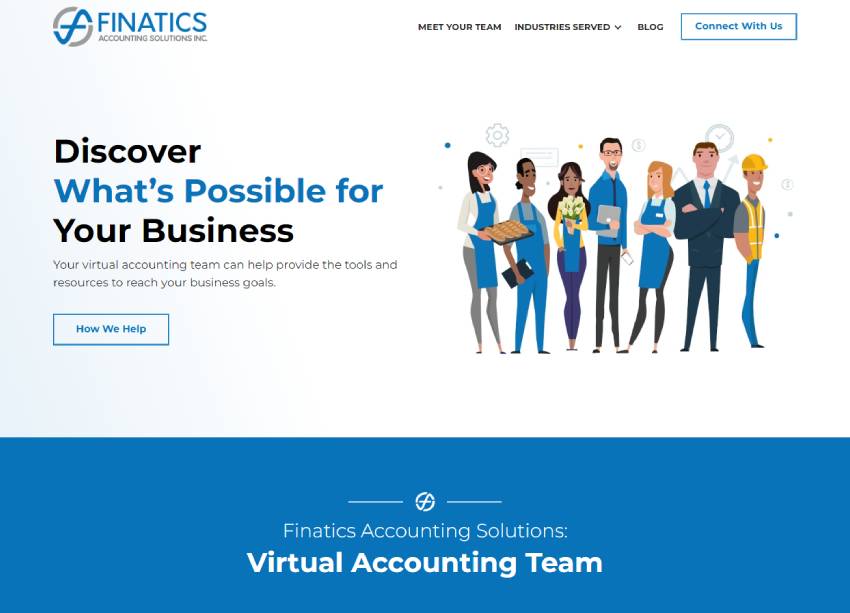 FINATICS
ACCOUNTING SOLUTIONS INC.
MEET YOUR TEAM
INDUSTRIES SERVED
BLOG
Connect With Us
Discover
What's Possible for
Your Business
Your virtual accounting team can help provide the tools and
resources to reach your business goals.
How We Help
Finatics Accounting Solutions:
Virtual Accounting Team